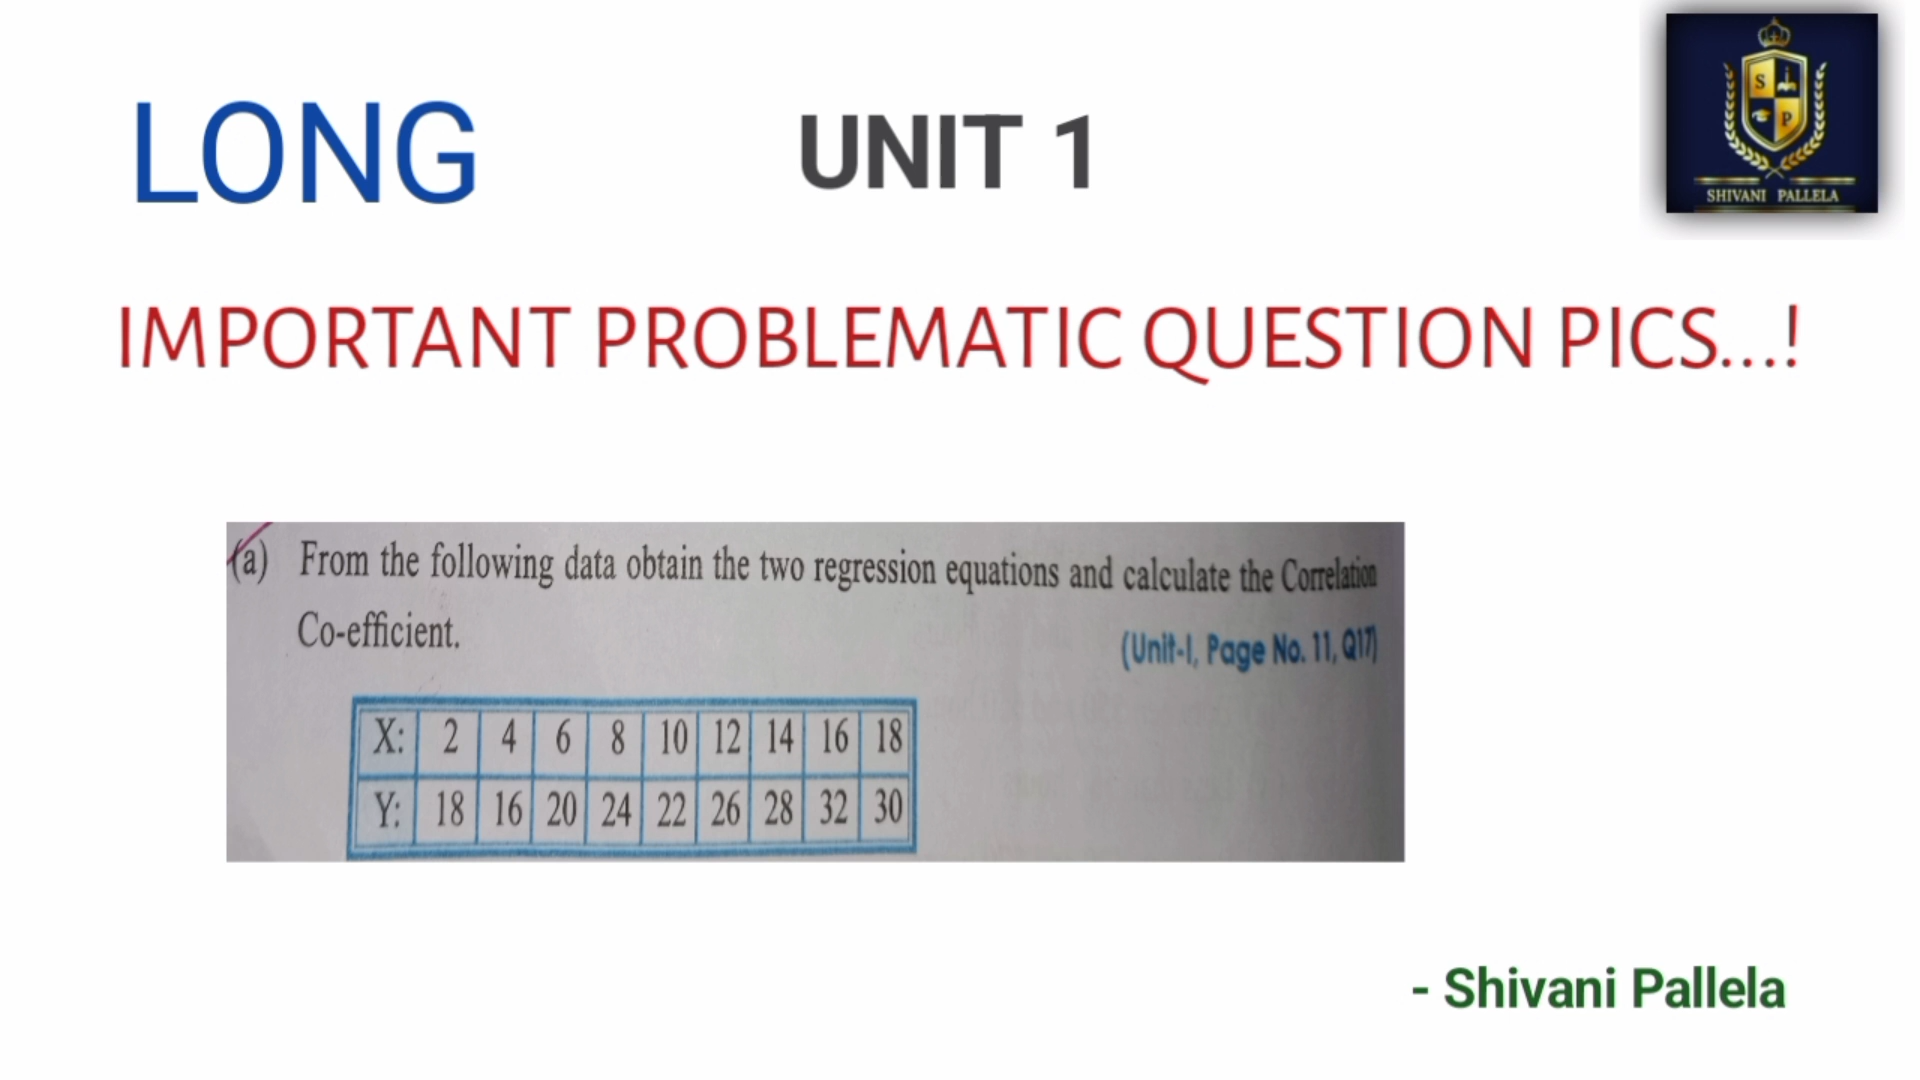 LONG
UNIT 1
S
P
SHIVANI PALLELA
IMPORTANT PROBLEMATIC QUESTION PICS...!
(a) From the following data obtain the two regression equations and calculate the Correlation
Co-efficient.
(Unit-I, Page No. 11, Q17)
X: 2 4 6 8 10 12 14 16 18
Y: 18 16 20 24 22 26 28 32 30
- Shivani Pallela